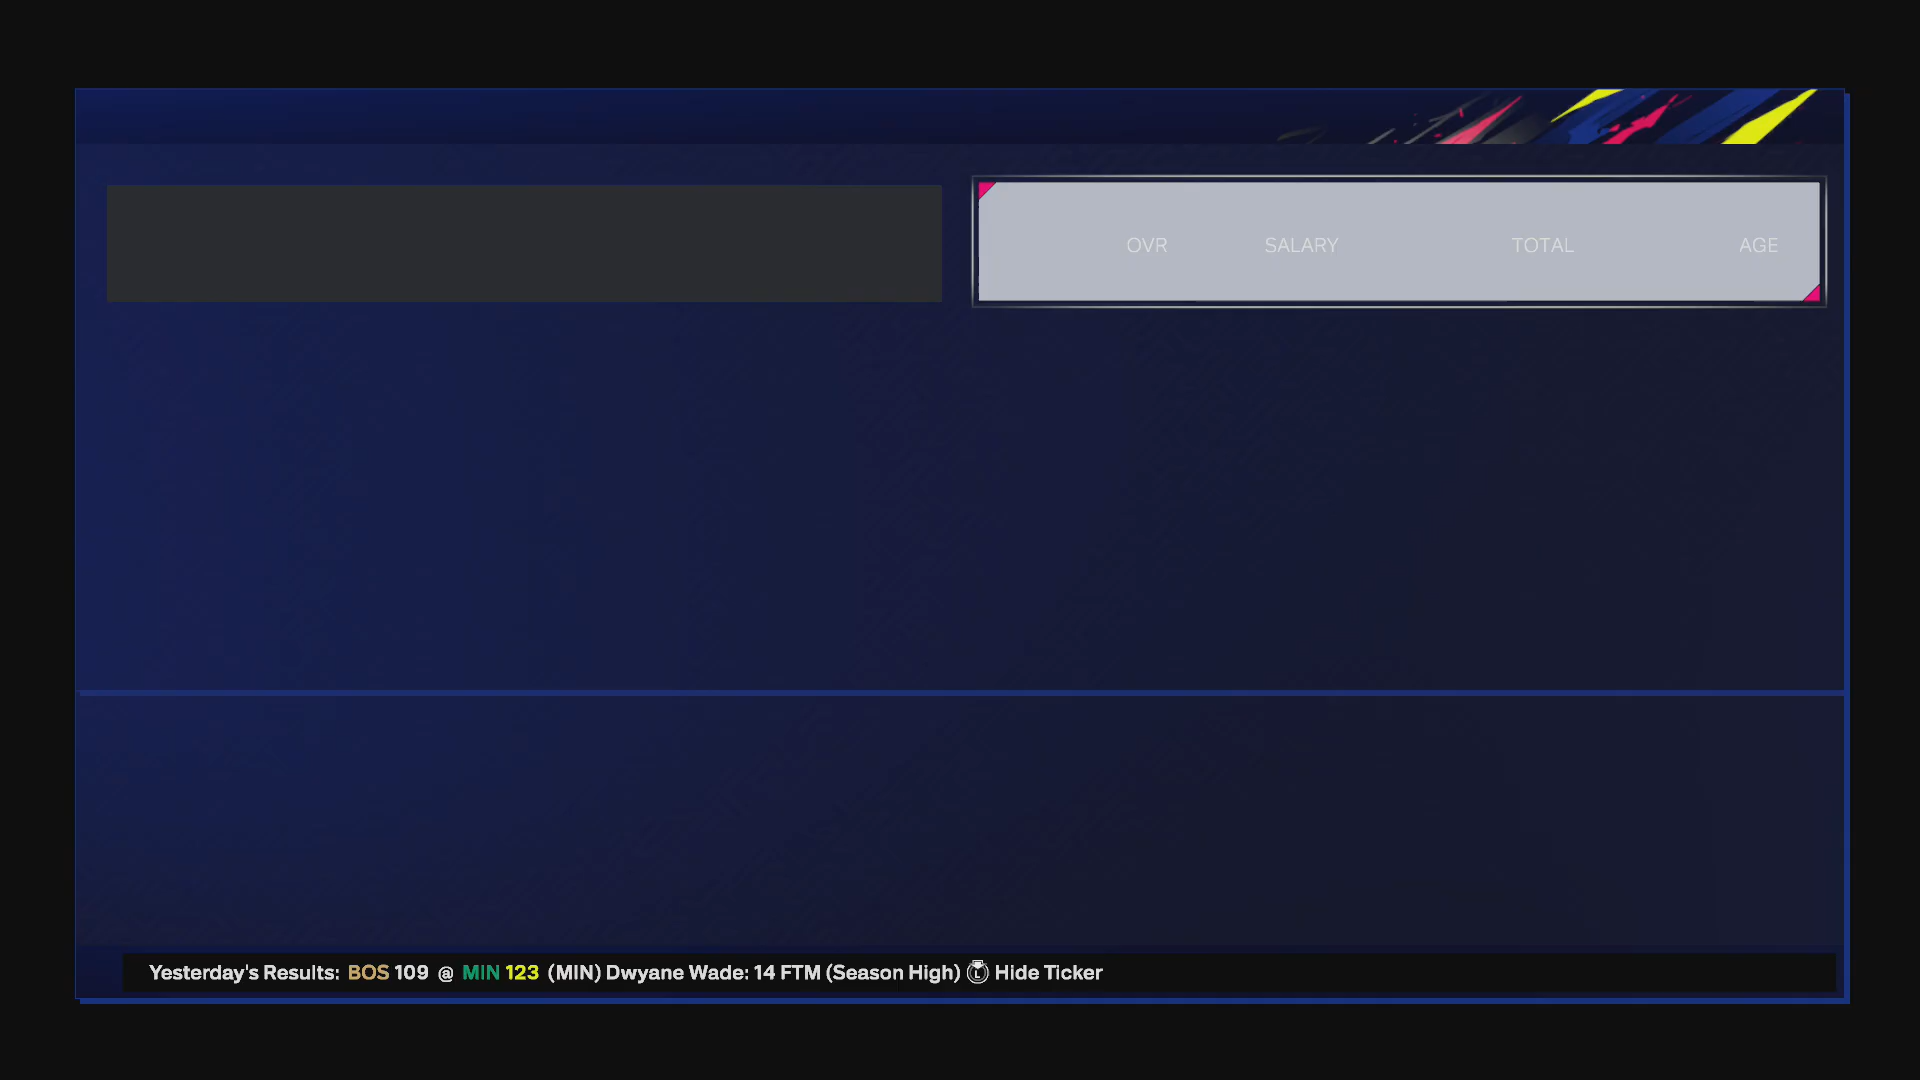 OVR SALARY TOTAL AGE
Yesterday's Results: BOS 109 @ MIN 123 (MIN) Dwyane Wade: 14 FTM (Season High) L Hide Ticker